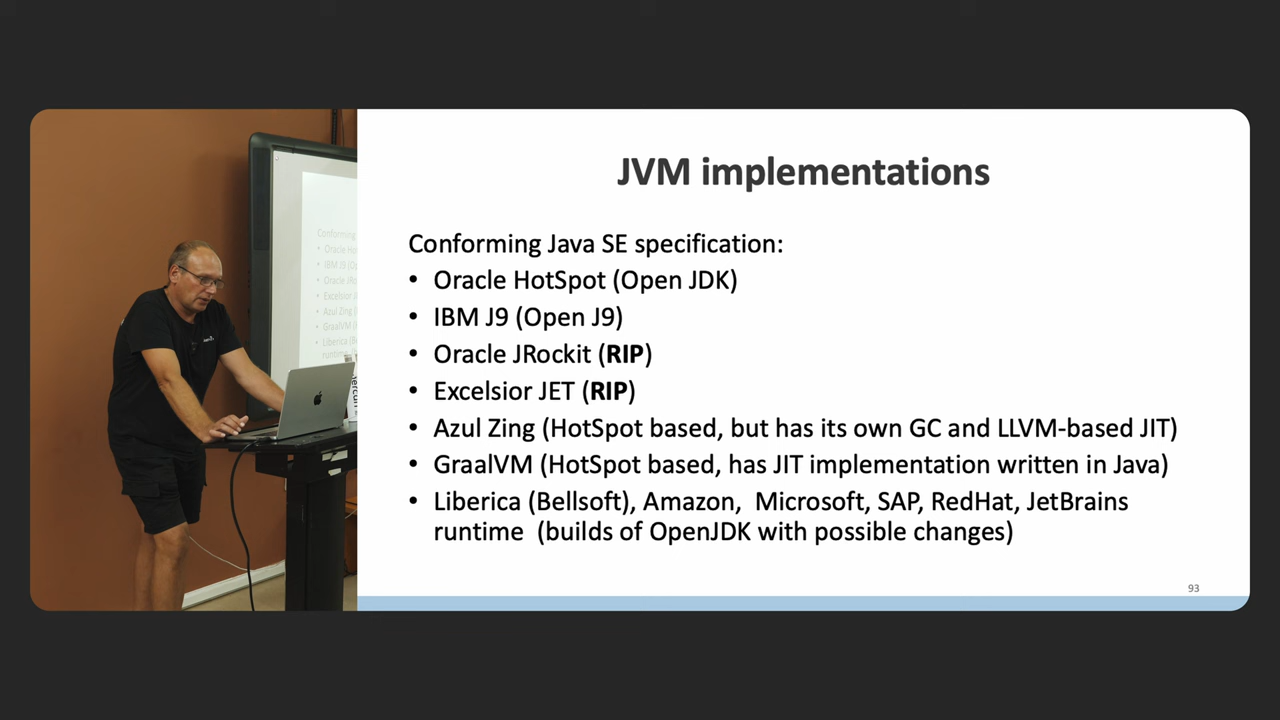 JVM implementations
Conforming Java SE specification:
• Oracle HotSpot (Open JDK)
• IBM J9 (Open J9)
• Oracle JRockit (RIP)
• Excelsior JET (RIP)
• Azul Zing (HotSpot based, but has its own GC and LLVM-based JIT)
• GraalVM (HotSpot based, has JIT implementation written in Java)
• Liberica (Bellsoft), Amazon,  Microsoft, SAP, RedHat, JetBrains
runtime  (builds of OpenJDK with possible changes)
93